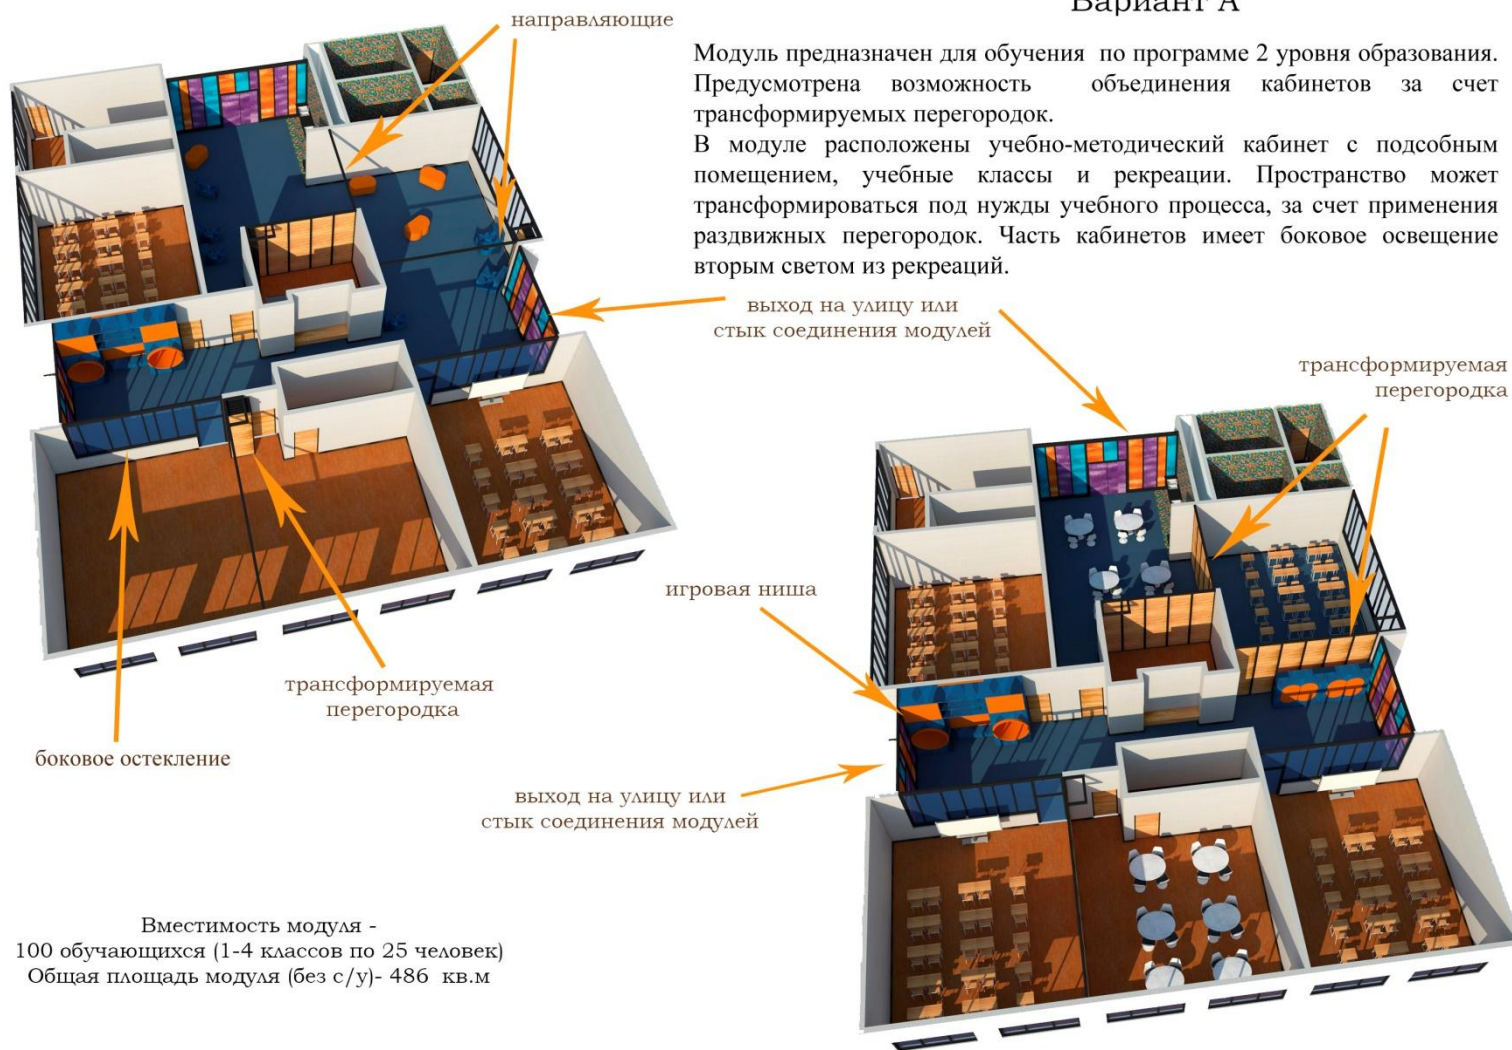 Вариант А
направляющие
Модуль предназначен для обучения по программе 2 уровня образования.
Предусмотрена возможность объединения кабинетов за счет
трансформируемых перегородок.
В модуле расположены учебно-методический кабинет с подсобным
помещением, учебные классы и рекреации. Пространство может
трансформироваться под нужды учебного процесса, за счет применения
раздвижных перегородок. Часть кабинетов имеет боковое освещение
вторым светом из рекреаций.
выход на улицу или
стык соединения модулей
трансформируемая
перегородка
игровая ниша
трансформируемая
перегородка
боковое остекление
выход на улицу или
стык соединения модулей
Вместимость модуля -
100 обучающихся (1-4 классов по 25 человек)
Общая площадь модуля (без с/у)- 486 кв.м